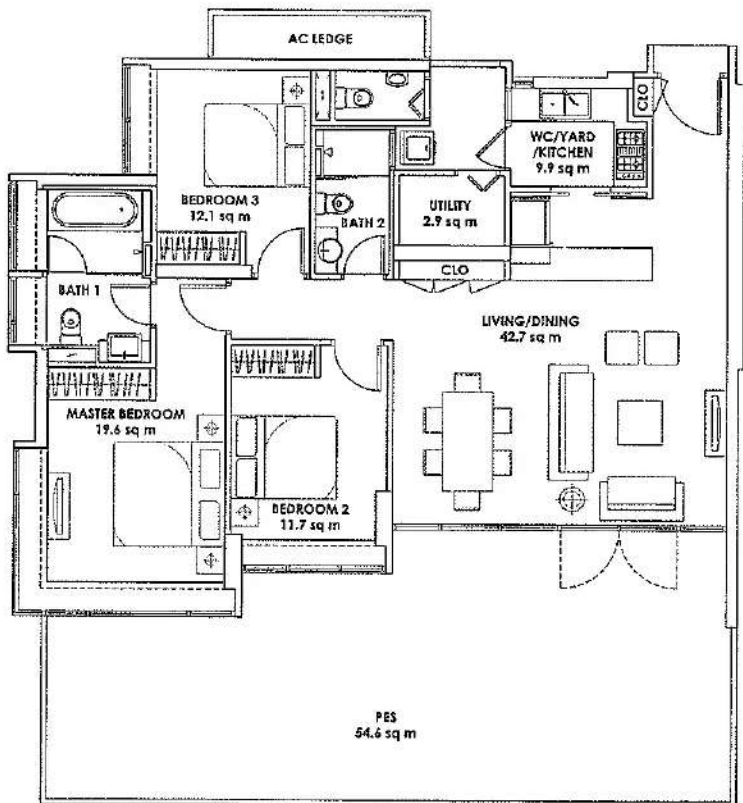 AC LEDGE
CLO
WC/YARD
/KITCHEN
9.9 sq m
BEDROOM 3
12.1 sq m
BATH 2
UTILITY
2.9 sq m
CLO
BATH 1
LIVING/DINING
42.7 sq m
MASTER BEDROOM
19.6 sq m
BEDROOM 2
11.7 sq m
PES
54.6 sq m